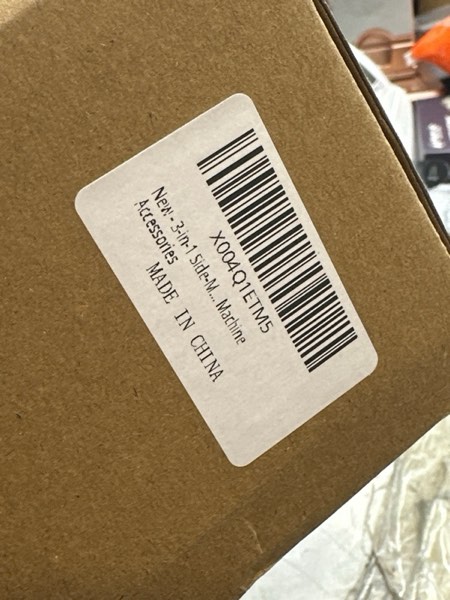 X004Q1ETM5
New - 3-in-1 Side-M... Machine
Accessories
MADE IN CHINA